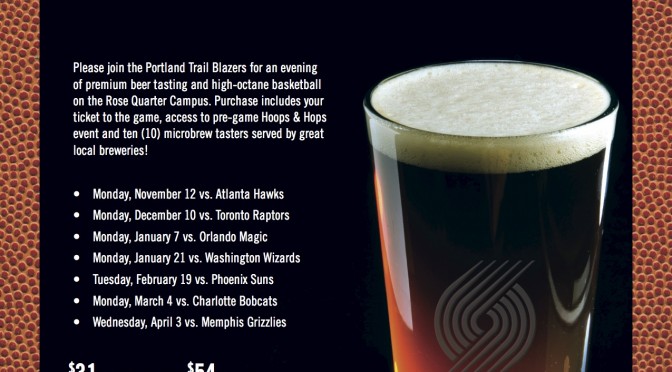 Please join the Portland Trail Blazers for an evening
of premium beer tasting and high-octane basketball
on the Rose Quarter Campus. Purchase includes your
ticket to the game, access to pre-game Hoops & Hops
event and ten (10) microbrew tasters served by great
local breweries!
• Monday, November 12 vs. Atlanta Hawks
• Monday, December 10 vs. Toronto Raptors
• Monday, January 7 vs. Orlando Magic
• Monday, January 21 vs. Washington Wizards
• Tuesday, February 19 vs. Phoenix Suns
• Monday, March 4 vs. Charlotte Bobcats
• Wednesday, April 3 vs. Memphis Grizzlies
$31 $54